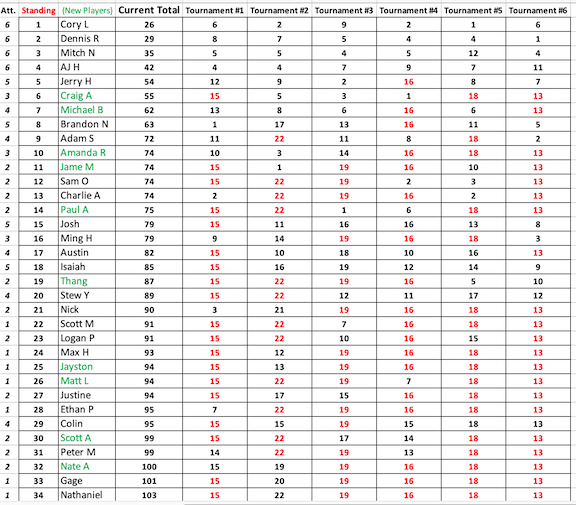 Att. Standing (New Players) Current Total Tournament #1 Tournament #2 Tournament #3 Tournament #4 Tournament #5 Tournament #6
6 1 Cory L 26 6 2 9 2 1 6
6 2 Dennis R 29 8 7 5 4 4 1
6 3 Mitch N 35 5 5 4 5 12 4
6 4 AJ H 42 4 4 7 9 7 11
5 5 Jerry H 54 12 9 2 16 8 7
3 6 Craig A 55 15 5 3 1 18 13
4 7 Michael B 62 13 8 6 16 6 13
5 8 Brandon N 63 1 17 13 16 11 5
4 9 Adam S 72 11 22 11 8 18 2
3 10 Amanda R 74 10 3 14 16 18 13
2 11 Jame M 74 15 1 19 16 10 13
2 12 Sam O 74 15 22 19 2 3 13
2 13 Charlie A 74 2 22 19 16 2 13
2 14 Paul A 75 15 22 1 6 18 13
5 15 Josh 79 15 11 16 16 13 8
3 16 Ming H 79 9 14 19 16 18 3
4 17 Austin 82 15 10 18 10 16 13
5 18 Isaiah 85 15 16 19 12 14 9
2 19 Thang 87 15 22 19 16 5 10
4 20 Stew Y 89 15 22 12 11 17 12
2 21 Nick 90 3 21 19 16 18 13
1 22 Scott M 91 15 22 7 16 18 13
2 23 Logan P 91 15 22 10 16 15 13
1 24 Max H 93 15 12 19 16 18 13
1 25 Jayston 94 15 13 19 16 18 13
1 26 Matt L 94 15 22 19 7 18 13
2 27 Justine 94 15 17 15 16 18 13
1 28 Ethan P 95 7 22 19 16 18 13
4 29 Colin 95 15 15 19 15 18 13
2 30 Scott A 99 15 22 17 14 18 13
2 31 Peter M 99 14 22 19 13 18 13
2 32 Nate A 100 15 19 19 16 18 13
1 33 Gage 101 15 20 19 16 18 13
1 34 Nathaniel 103 15 22 19 16 18 13